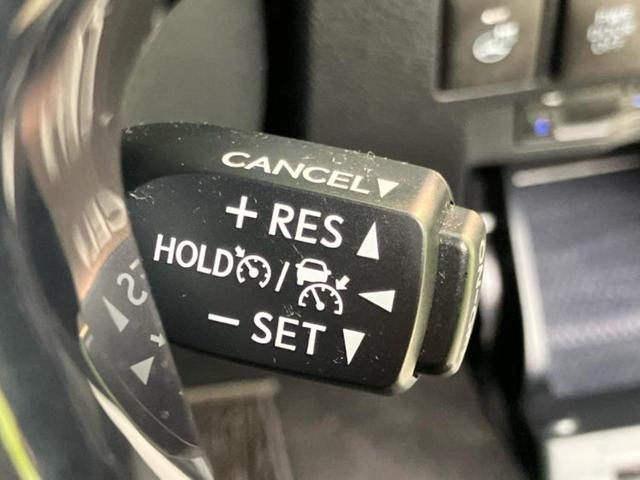 CANCEL▼
+ RES ▲
HOLD / ◀
− SET ▼